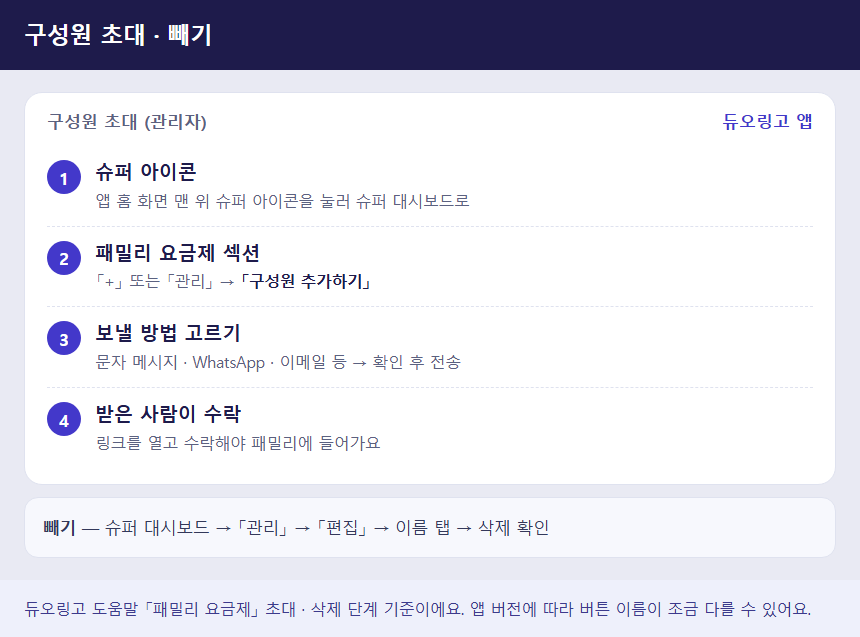 구성원 초대 · 빼기
구성원 초대 (관리자)
듀오링고 앱
1
슈퍼 아이콘
앱 홈 화면 맨 위 슈퍼 아이콘을 눌러 슈퍼 대시보드로
2
패밀리 요금제 섹션
「+」 또는 「관리」 → 「구성원 추가하기」
3
보낼 방법 고르기
문자 메시지 · WhatsApp · 이메일 등 → 확인 후 전송
4
받은 사람이 수락
링크를 열고 수락해야 패밀리에 들어가요
빼기 — 슈퍼 대시보드 → 「관리」 → 「편집」 → 이름 탭 → 삭제 확인
듀오링고 도움말 「패밀리 요금제」 초대 · 삭제 단계 기준이에요. 앱 버전에 따라 버튼 이름이 조금 다를 수 있어요.